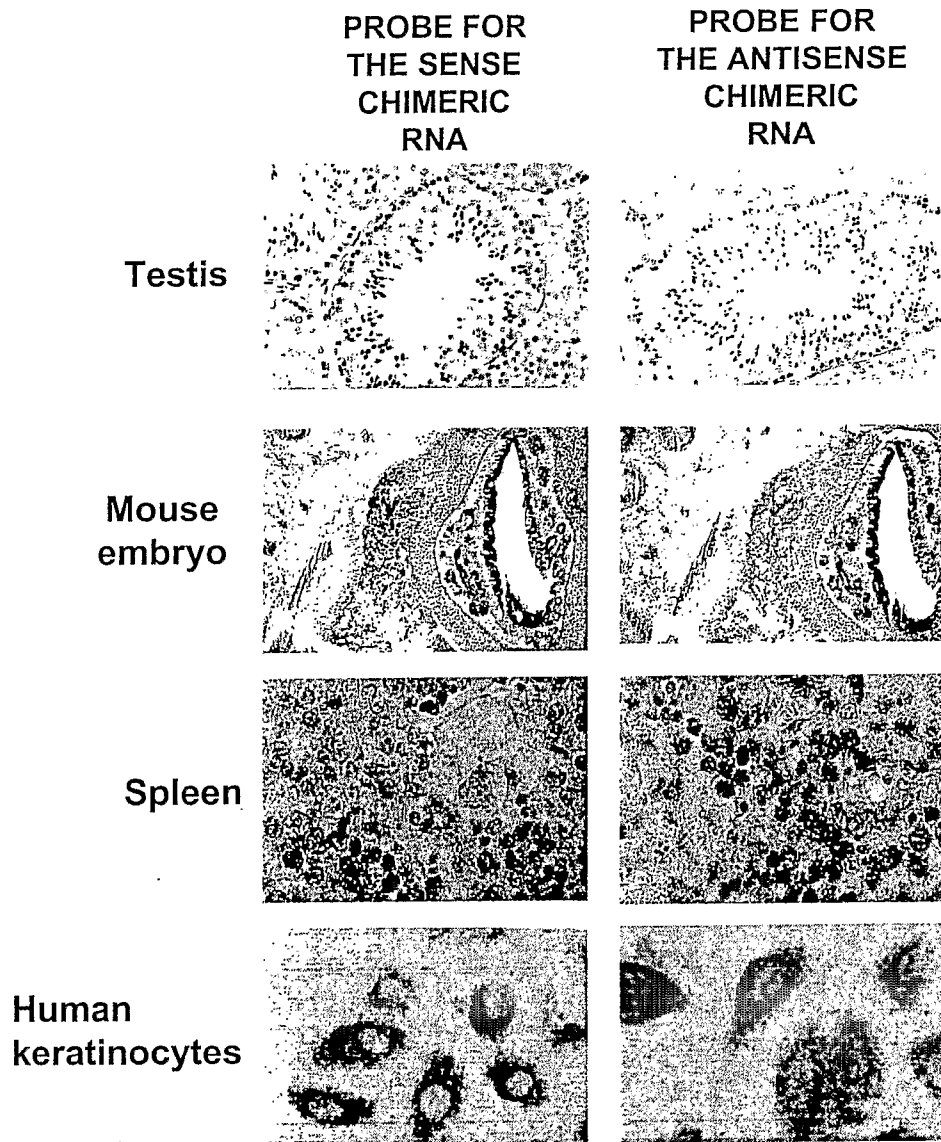 PROBE FOR
THE SENSE
CHIMERIC
RNA
PROBE FOR
THE ANTISENSE
CHIMERIC
RNA
Testis
Mouse
embryo
Spleen
Human
keratinocytes